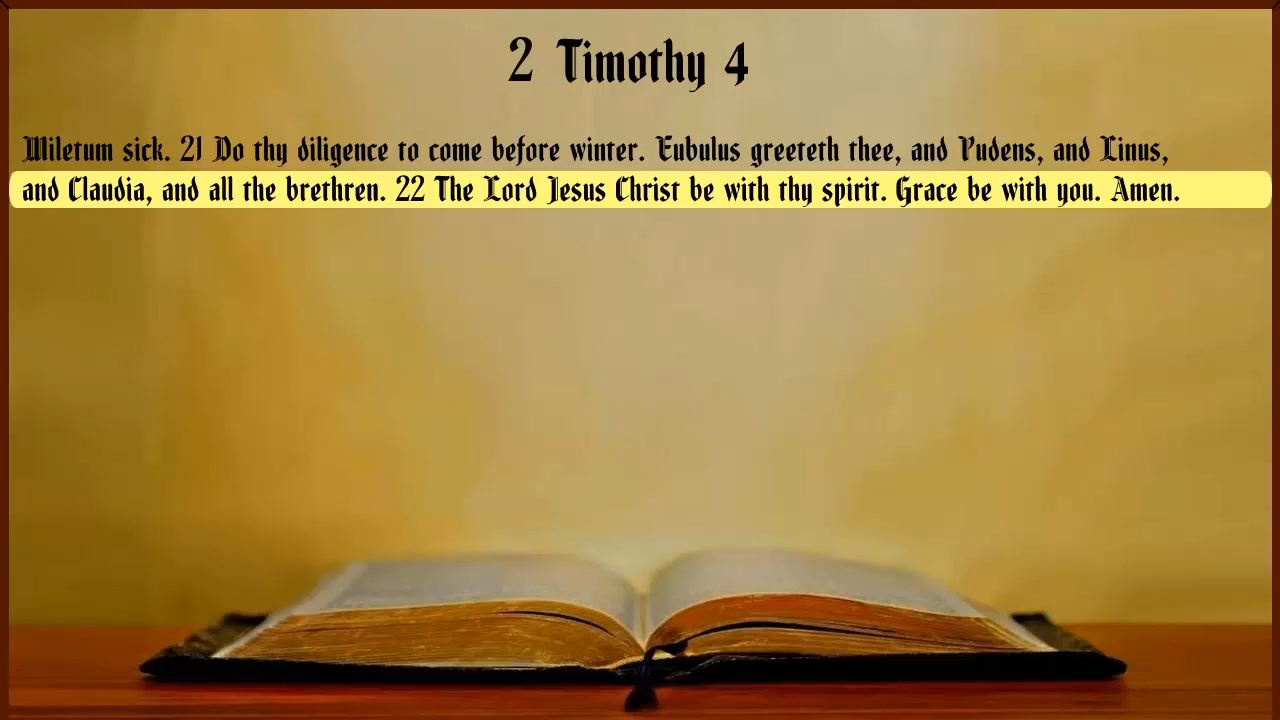 2 Timothy 4
Miletum sick. 21 Do thy diligence to come before winter. Eubulus greeteth thee, and Pudens, and Linus,
and Claudia, and all the brethren. 22 The Lord Jesus Christ be with thy spirit. Grace be with you. Amen.